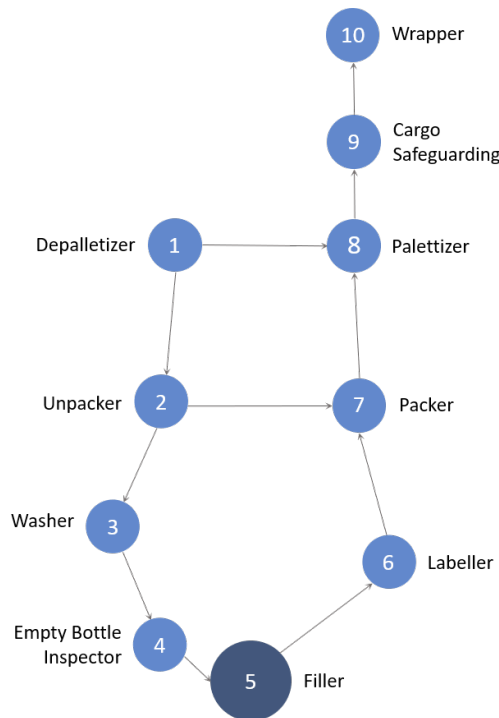 10 Wrapper
9 Cargo
Safeguarding
Depalletizer 1
8 Palettizer
Unpacker 2
7 Packer
Washer 3
6 Labeller
Empty Bottle
Inspector 4
5 Filler